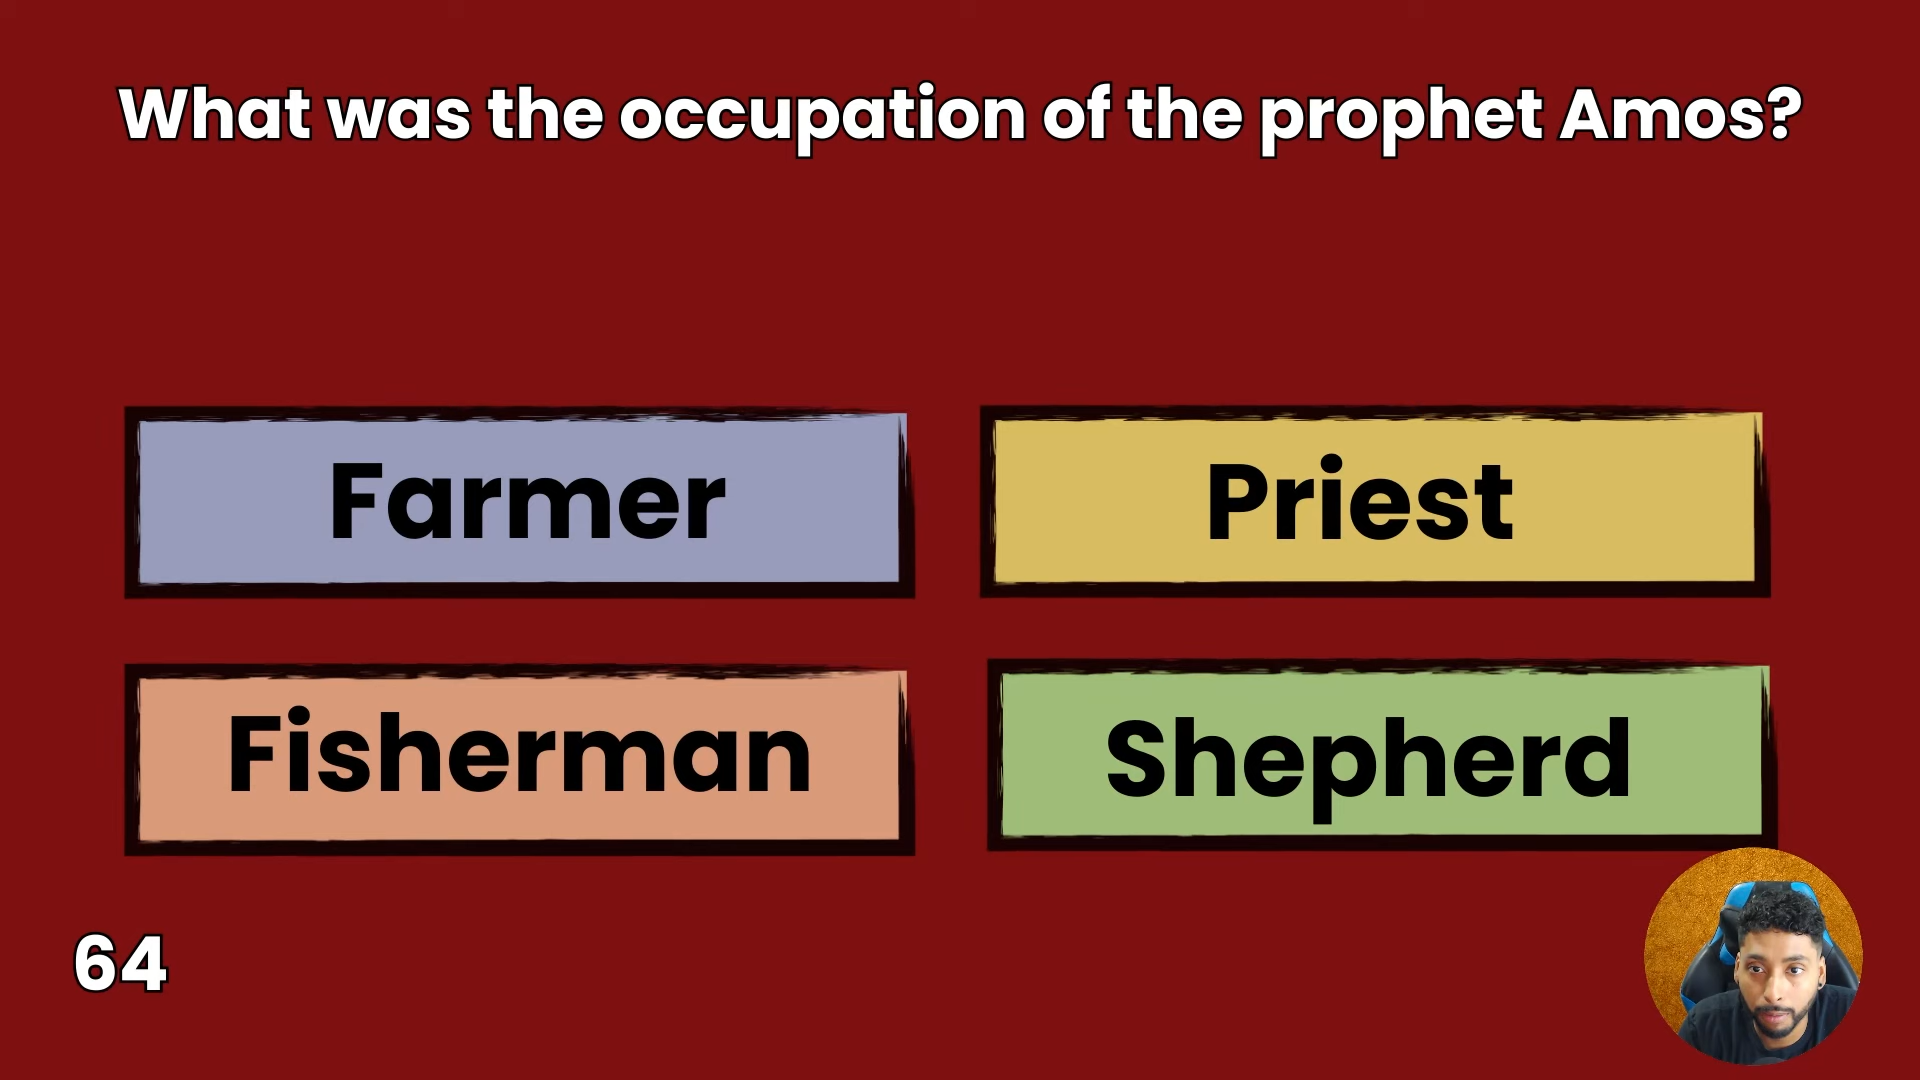 What was the occupation of the prophet Amos?
Farmer
Priest
Fisherman
Shepherd
64